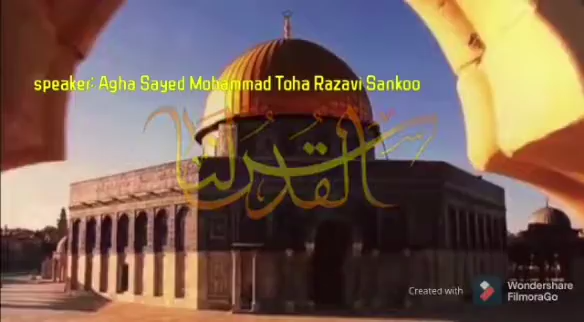 speaker: Agha Sayed Mohammad Toha Razavi Sankoo
القدس لنا
Created with
Wondershare
FilmoraGo